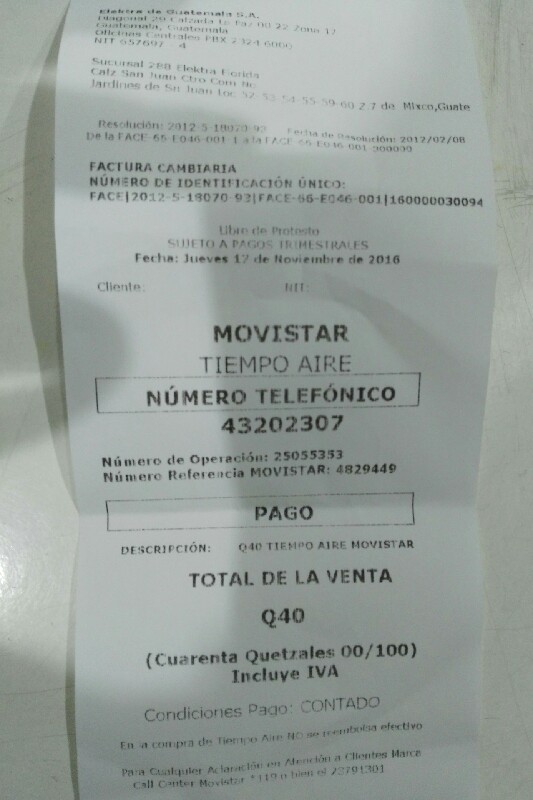 Elektra de Guatemala S.A.
Diagonal 20 Calzada La Paz 00 22 Zona 17
Guatemala, Guatemala
Oficinas Centrales PBX 2324 6000
NIT 657697 4
Sucursal 288 Elektra Florida
Calz San Juan Ctro Com No
Jardines de Sn Juan Loc 52 53-54-55-59-60 Z.7 de Mixco,Guate
Resolución: 2012-5-18070-93 Fecha de Resolución: 2012/02/08
De la FACE-66-E046-001 1 a la FACE 66-E046-001
FACTURA CAMBIARIA
NÚMERO DE IDENTIFICACIÓN ÚNICO:
FACE|2012-5-18070-93|FACE-66-E046-001|160000030094
Libre de Protesto
SUJETO A PAGOS TRIMESTRALES
Fecha: Jueves 17 de Noviembre de 2016
Cliente: NIT:
MOVISTAR
TIEMPO AIRE
NÚMERO TELEFÓNICO
43202307
Número de Operación: 25055353
Número Referencia MOVISTAR: 4829449
PAGO
DESCRIPCIÓN: Q40 TIEMPO AIRE MOVISTAR
TOTAL DE LA VENTA
Q40
(Cuarenta Quetzales 00/100)
Incluye IVA
Condiciones Pago: CONTADO
En la compra de Tiempo Aire NO se reembolsa efectivo
Para Cualquier Aclaración en Atención a Clientes Marca
Call Center Movistar *119 o bien el 23791301